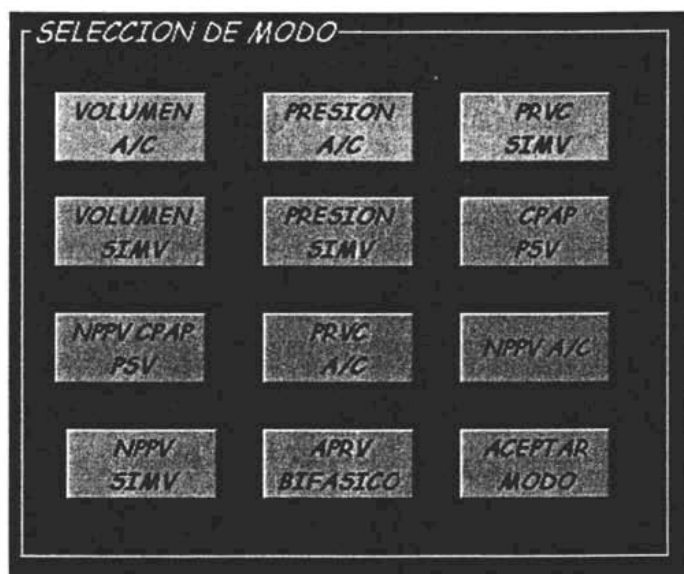 SELECCION DE MODO
VOLUMEN
A/C
PRESION
A/C
PRVC
SIMV
VOLUMEN
SIMV
PRESION
SIMV
CPAP
PSV
NPPV CPAP
PSV
PRVC
A/C
NPPV A/C
NPPV
SIMV
APRV
BIFASICO
ACEPTAR
MODO